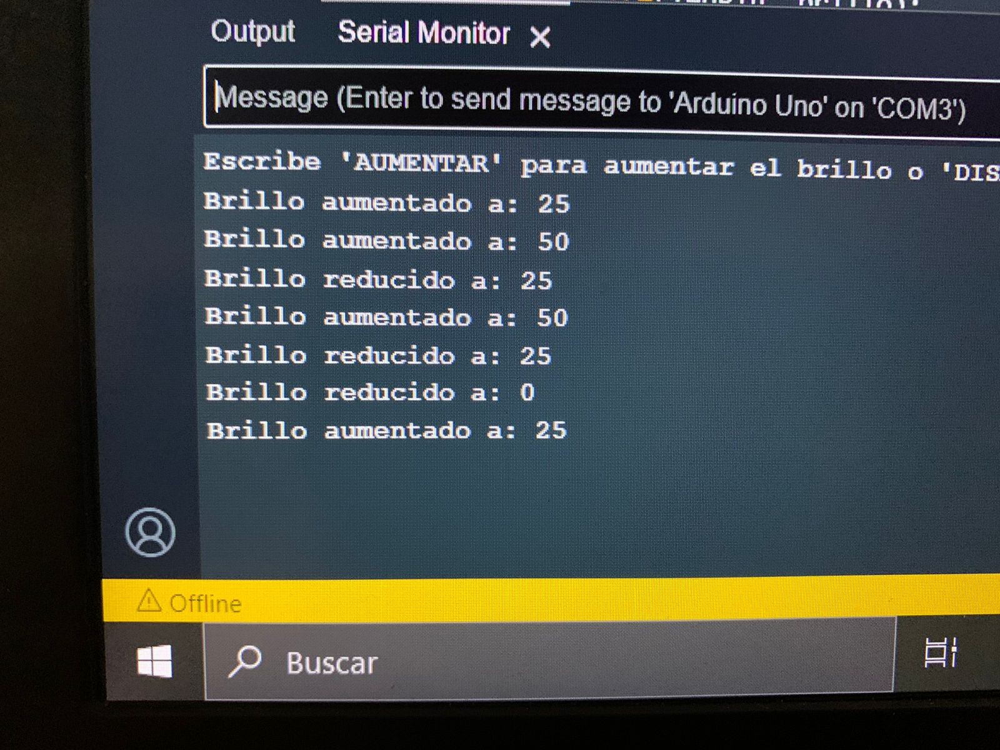 Output Serial Monitor
Message (Enter to send message to 'Arduino Uno' on 'COM3')
Escribe 'AUMENTAR' para aumentar el brillo o
Brillo aumentado a: 25
Brillo aumentado a: 50
Brillo reducido a: 25
Brillo aumentado a: 50
Brillo reducido a: 25
Brillo reducido a: 0
Brillo aumentado a: 25
Offline
Buscar